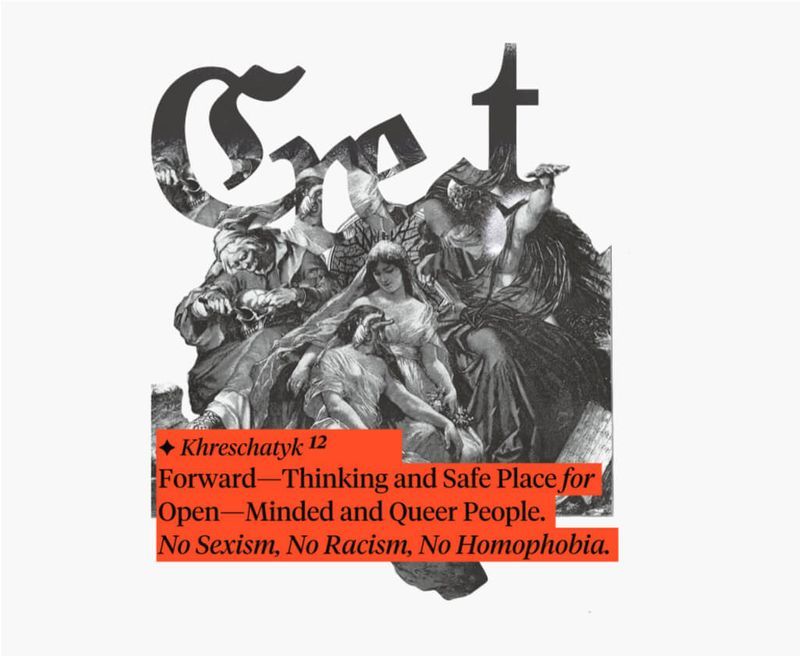 Cre t
✦ Khreschatyk 12
Forward—Thinking and Safe Place for
Open—Minded and Queer People.
No Sexism, No Racism, No Homophobia.